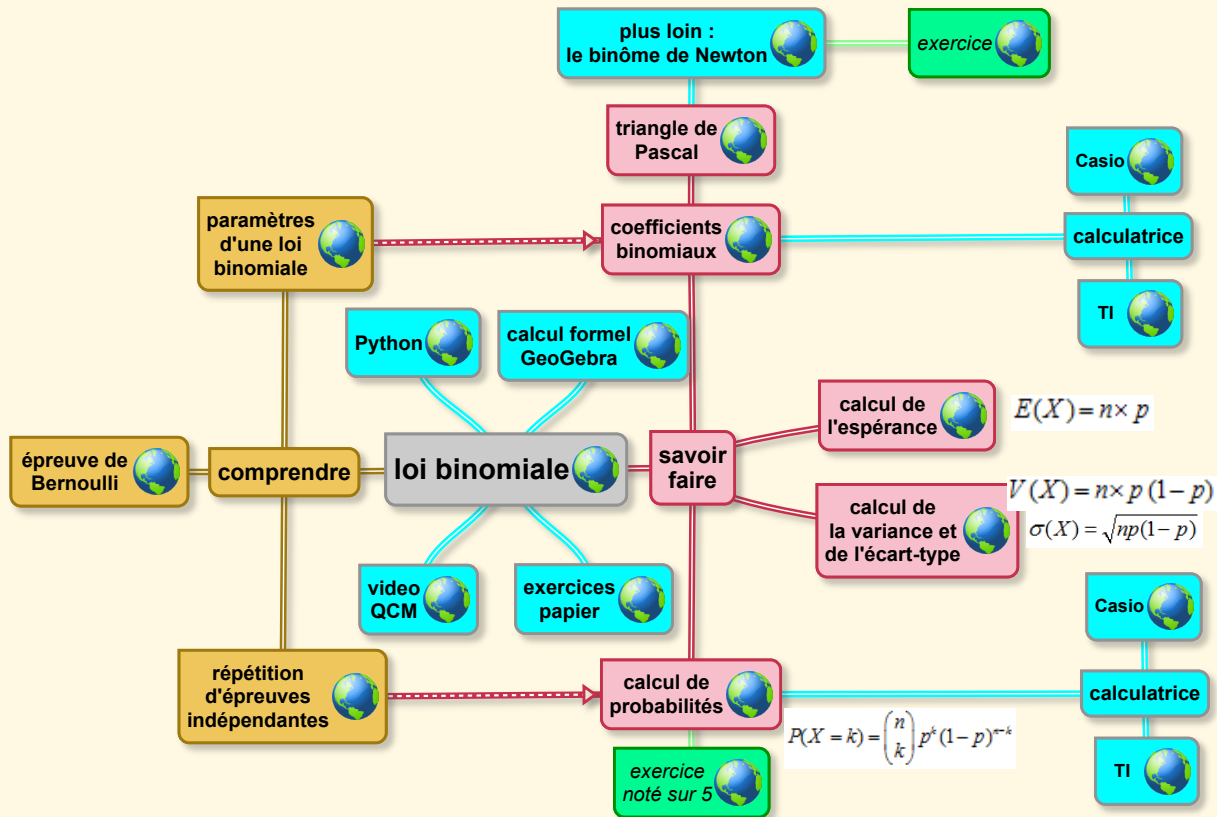 plus loin :
le binôme de Newton
exercice
triangle de
Pascal
Casio
paramètres
d'une loi
binomiale
coefficients
binomiaux
calculatrice
TI
Python
calcul formel
GeoGebra
calcul de
l'espérance
E(X) = n × p
épreuve de
Bernoulli
comprendre
loi binomiale
savoir
faire
calcul de
la variance et
de l'écart-type
V(X) = n × p (1 − p)
σ(X) = √np(1 − p)
video
QCM
exercices
papier
Casio
répétition
d'épreuves
indépendantes
calcul de
probabilités
calculatrice
P(X = k) = (n k) p^k (1 − p)^{n−k}
TI
exercice
noté sur 5